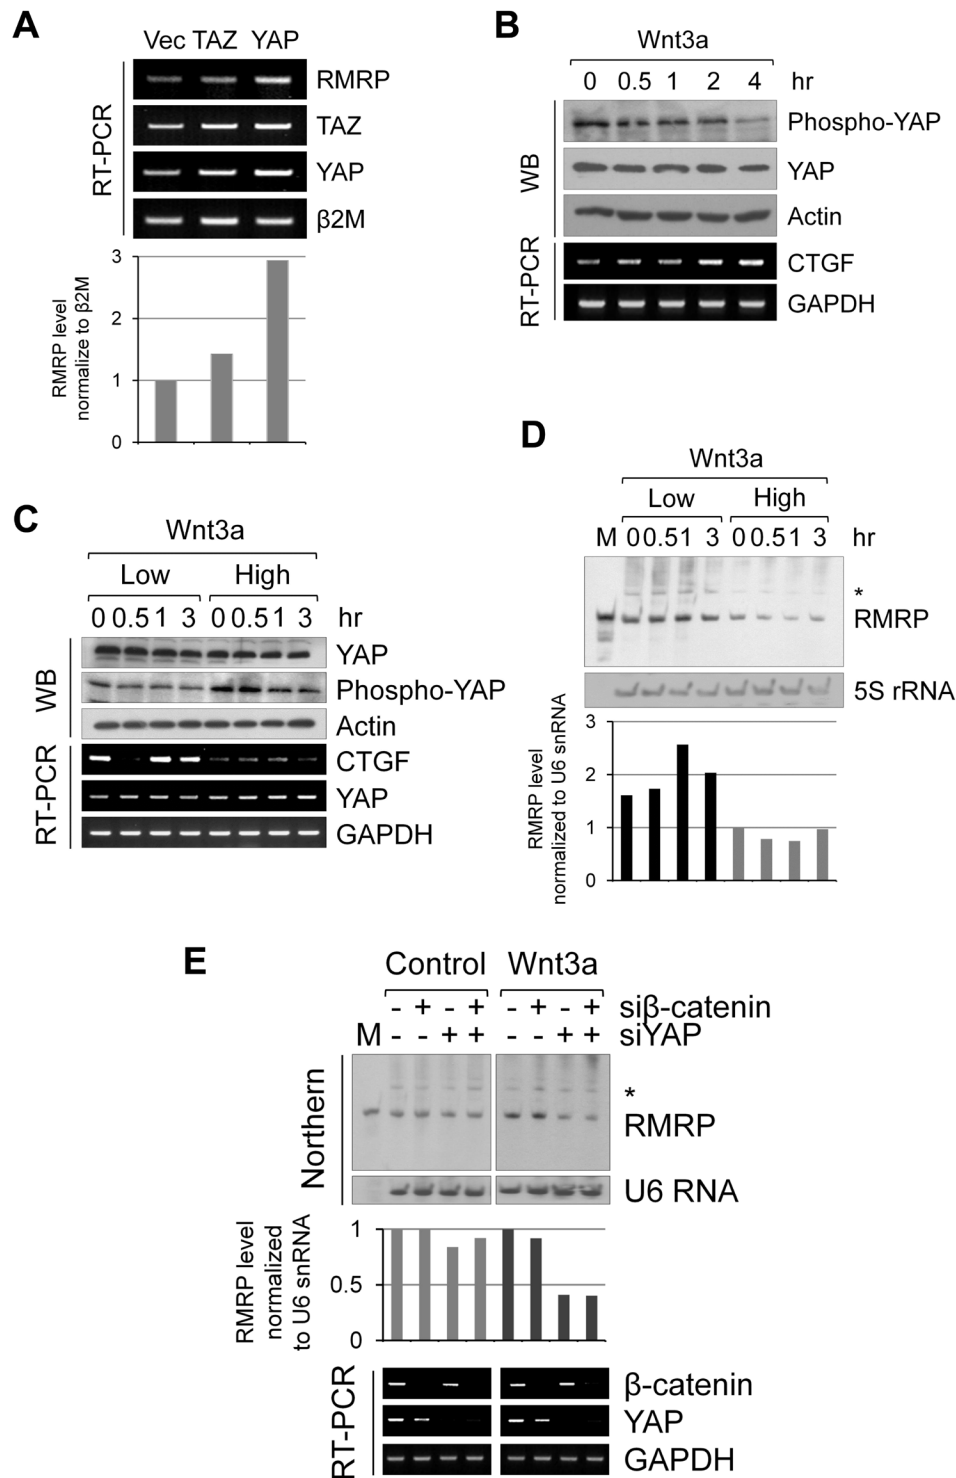 A
Vec TAZ YAP
RT-PCR
RMRP
TAZ
YAP
β2M
RMRP level
normalize to β2M
3
2
1
0
B
Wnt3a
0 0.5 1 2 4 hr
WB
Phospho-YAP
YAP
Actin
RT-PCR
CTGF
GAPDH
C
Wnt3a
Low High
0 0.5 1 3 0 0.5 1 3 hr
WB
YAP
Phospho-YAP
Actin
RT-PCR
CTGF
YAP
GAPDH
D
Wnt3a
Low High
M 0 0.5 1 3 0 0.5 1 3 hr
*
RMRP
5S rRNA
RMRP level
normalized to U6 snRNA
3
2
1
0
E
Control Wnt3a
- + - + - + - + siβ-catenin
M - - + + - - + + siYAP
Northern
*
RMRP
U6 RNA
RMRP level
normalized
to U6 snRNA
1
0.5
0
RT-PCR
β-catenin
YAP
GAPDH